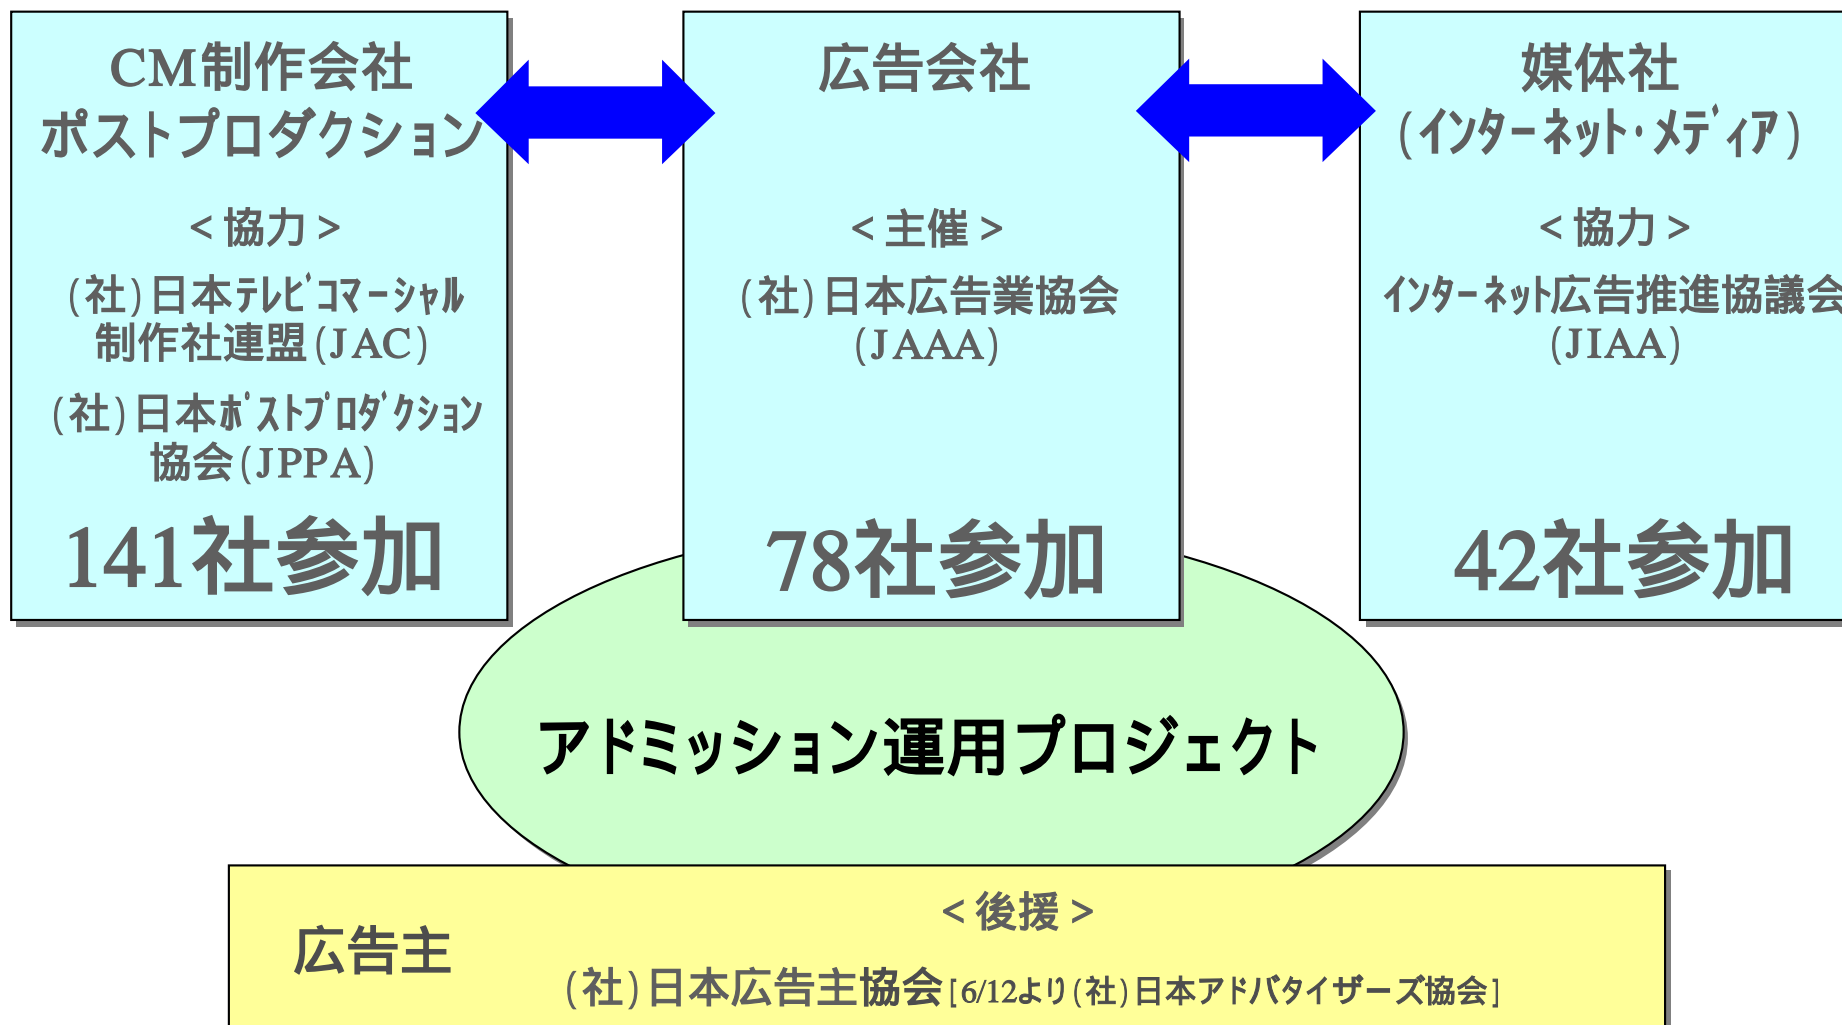 CM制作会社
ポストプロダクション
<協力>
(社)日本テレビコマーシャル
制作社連盟(JAC)
(社)日本ポストプロダクション
協会(JPPA)
141社参加
広告会社
<主催>
(社)日本広告業協会
(JAAA)
78社参加
媒体社
(インターネット・メディア)
<協力>
インターネット広告推進協議会
(JIAA)
42社参加
アドミッション運用プロジェクト
広告主
<後援>
(社)日本広告主協会[6/12より(社)日本アドバタイザーズ協会]